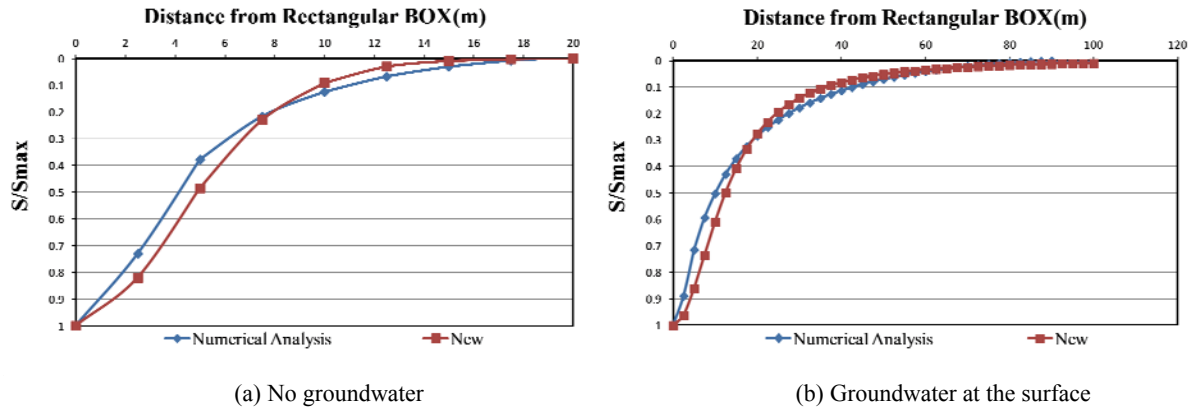 Distance from Rectangular BOX(m)
0 2 4 6 8 10 12 14 16 18 20
0
0.1
0.2
0.3
0.4
0.5
0.6
0.7
0.8
0.9
1
S/Smax
Numerical Analysis New
(a) No groundwater
Distance from Rectangular BOX(m)
0 20 40 60 80 100 120
0
0.1
0.2
0.3
0.4
0.5
0.6
0.7
0.8
0.9
1
S/Smax
Numerical Analysis New
(b) Groundwater at the surface